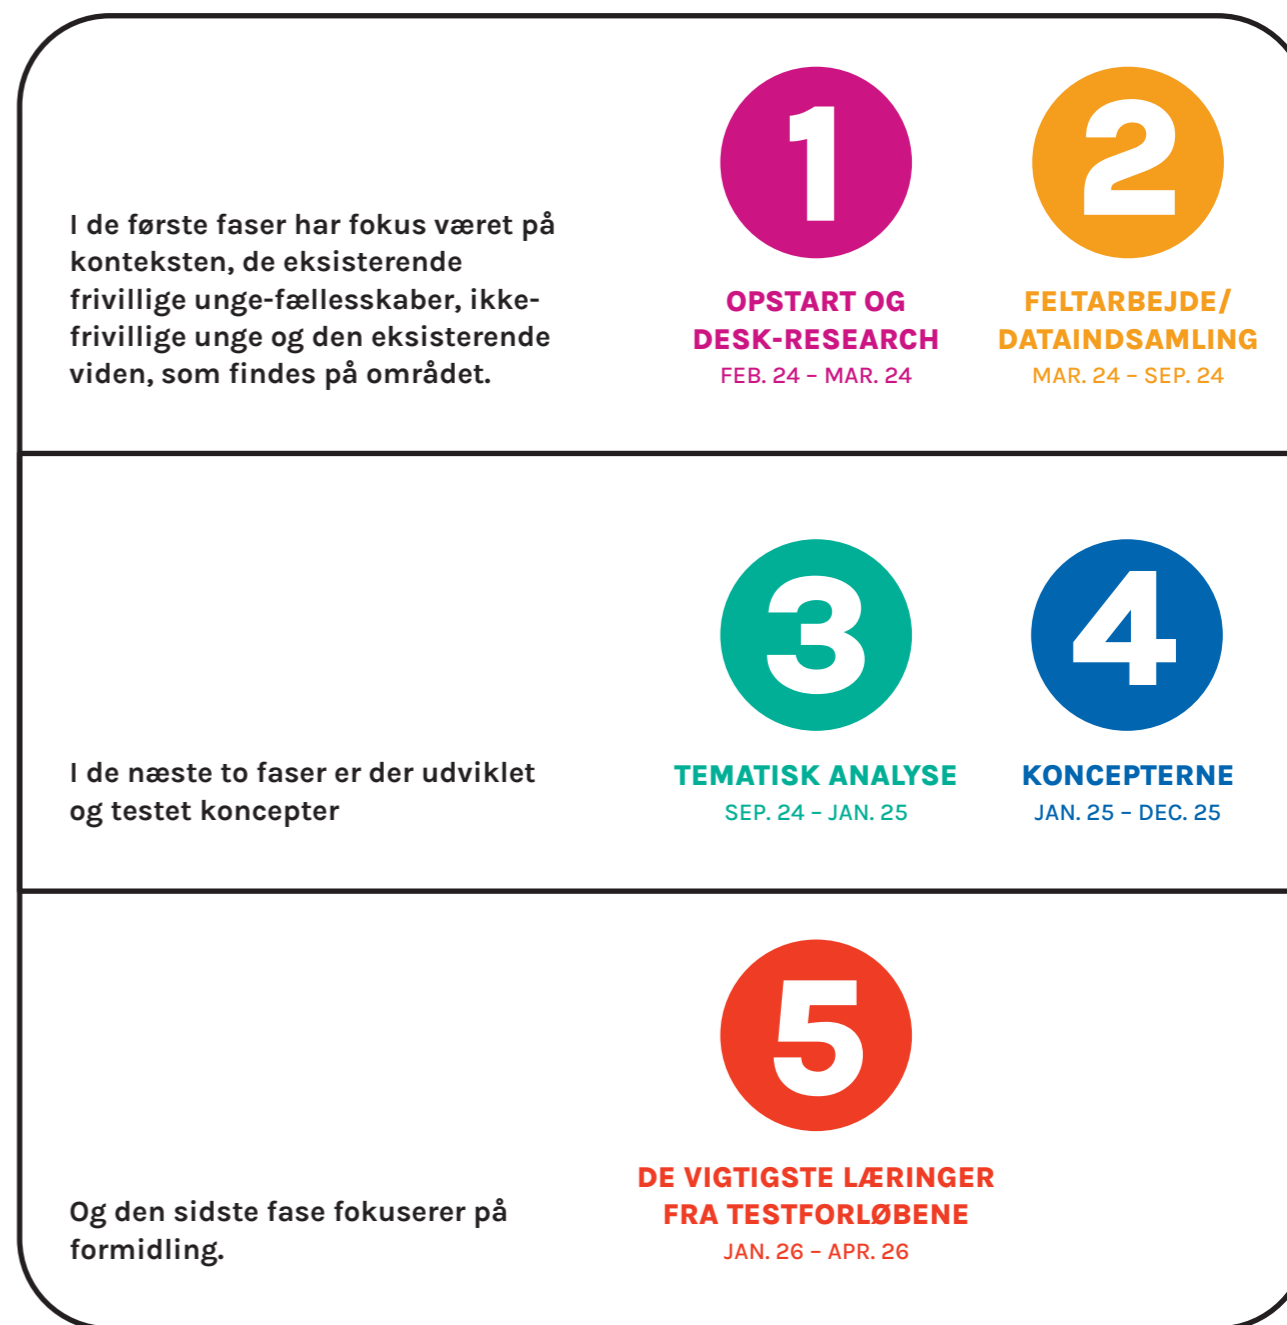 I de første faser har fokus været på
konteksten, de eksisterende
frivillige unge-fællesskaber, ikke-
frivillige unge og den eksisterende
viden, som findes på området.
1
OPSTART OG
DESK-RESEARCH
FEB. 24 – MAR. 24
2
FELTARBEJDE/
DATAINDSAMLING
MAR. 24 – SEP. 24
I de næste to faser er der udviklet
og testet koncepter
3
TEMATISK ANALYSE
SEP. 24 – JAN. 25
4
KONCEPTERNE
JAN. 25 – DEC. 25
Og den sidste fase fokuserer på
formidling.
5
DE VIGTIGSTE LÆRINGER
FRA TESTFORLØBENE
JAN. 26 – APR. 26